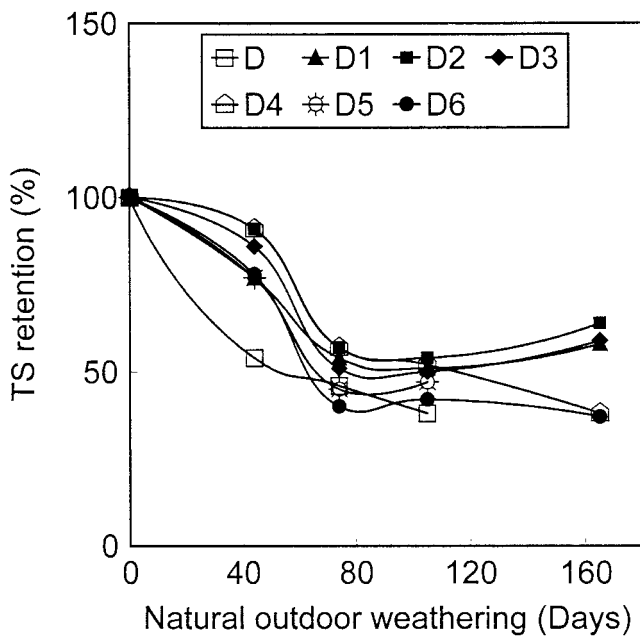 150
D D1 D2 D3
D4 D5 D6
100
TS retention (%)
50
0
0 40 80 120 160
Natural outdoor weathering (Days)